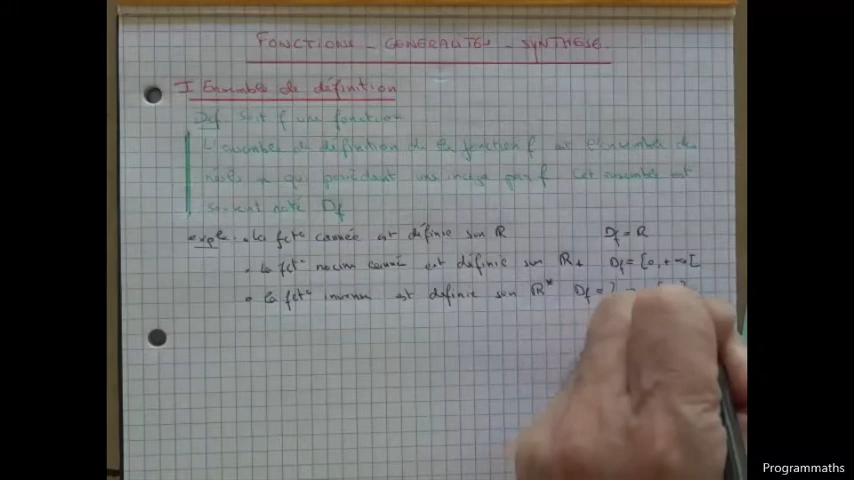 FONCTIONS - GENERALITES - SYNTHESE
I Ensemble de définition
Def Soit f une fonction
L'ensemble de définition de la fonction f est l'ensemble des
réels x qui possèdent une image par f Cet ensemble est
souvent noté Df
exple: • La fct° carrée est définie sur ℝ Df = ℝ
• la fct° racine carrée est définie sur ℝ+ Df = [0, +∞[
• la fct° inverse est définie sur ℝ* Df =
Programmaths